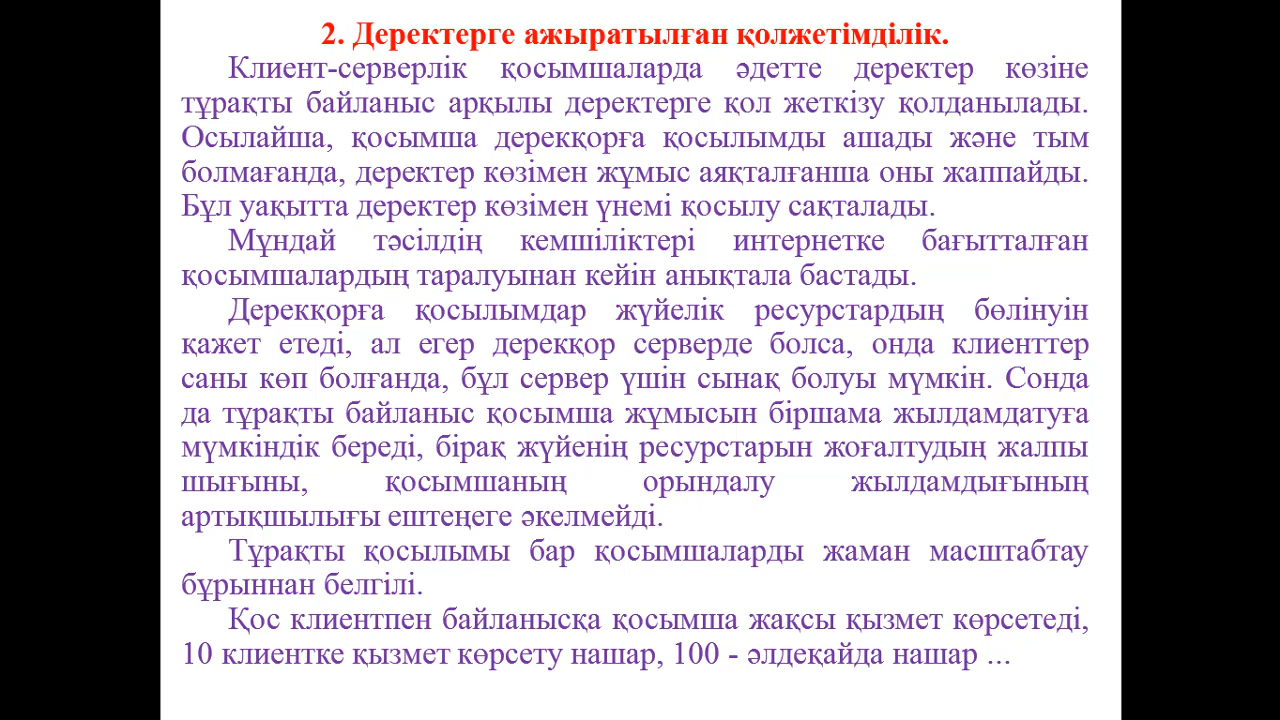 2. Деректерге ажыратылған қолжетімділік.
Клиент-серверлік қосымшаларда әдетте деректер көзіне
тұрақты байланыс арқылы деректерге қол жеткізу қолданылады.
Осылайша, қосымша дерекқорға қосылымды ашады және тым
болмағанда, деректер көзімен жұмыс аяқталғанша оны жаппайды.
Бұл уақытта деректер көзімен үнемі қосылу сақталады.
Мұндай тәсілдің кемшіліктері интернетке бағытталған
қосымшалардың таралуынан кейін анықтала бастады.
Дерекқорға қосылымдар жүйелік ресурстардың бөлінуін
қажет етеді, ал егер дерекқор серверде болса, онда клиенттер
саны көп болғанда, бұл сервер үшін сынақ болуы мүмкін. Сонда
да тұрақты байланыс қосымша жұмысын біршама жылдамдатуға
мүмкіндік береді, бірақ жүйенің ресурстарын жоғалтудың жалпы
шығыны, қосымшаның орындалу жылдамдығының
артықшылығы ештеңеге әкелмейді.
Тұрақты қосылымы бар қосымшаларды жаман масштабтау
бұрыннан белгілі.
Қос клиентпен байланысқа қосымша жақсы қызмет көрсетеді,
10 клиентке қызмет көрсету нашар, 100 - әлдеқайда нашар ...